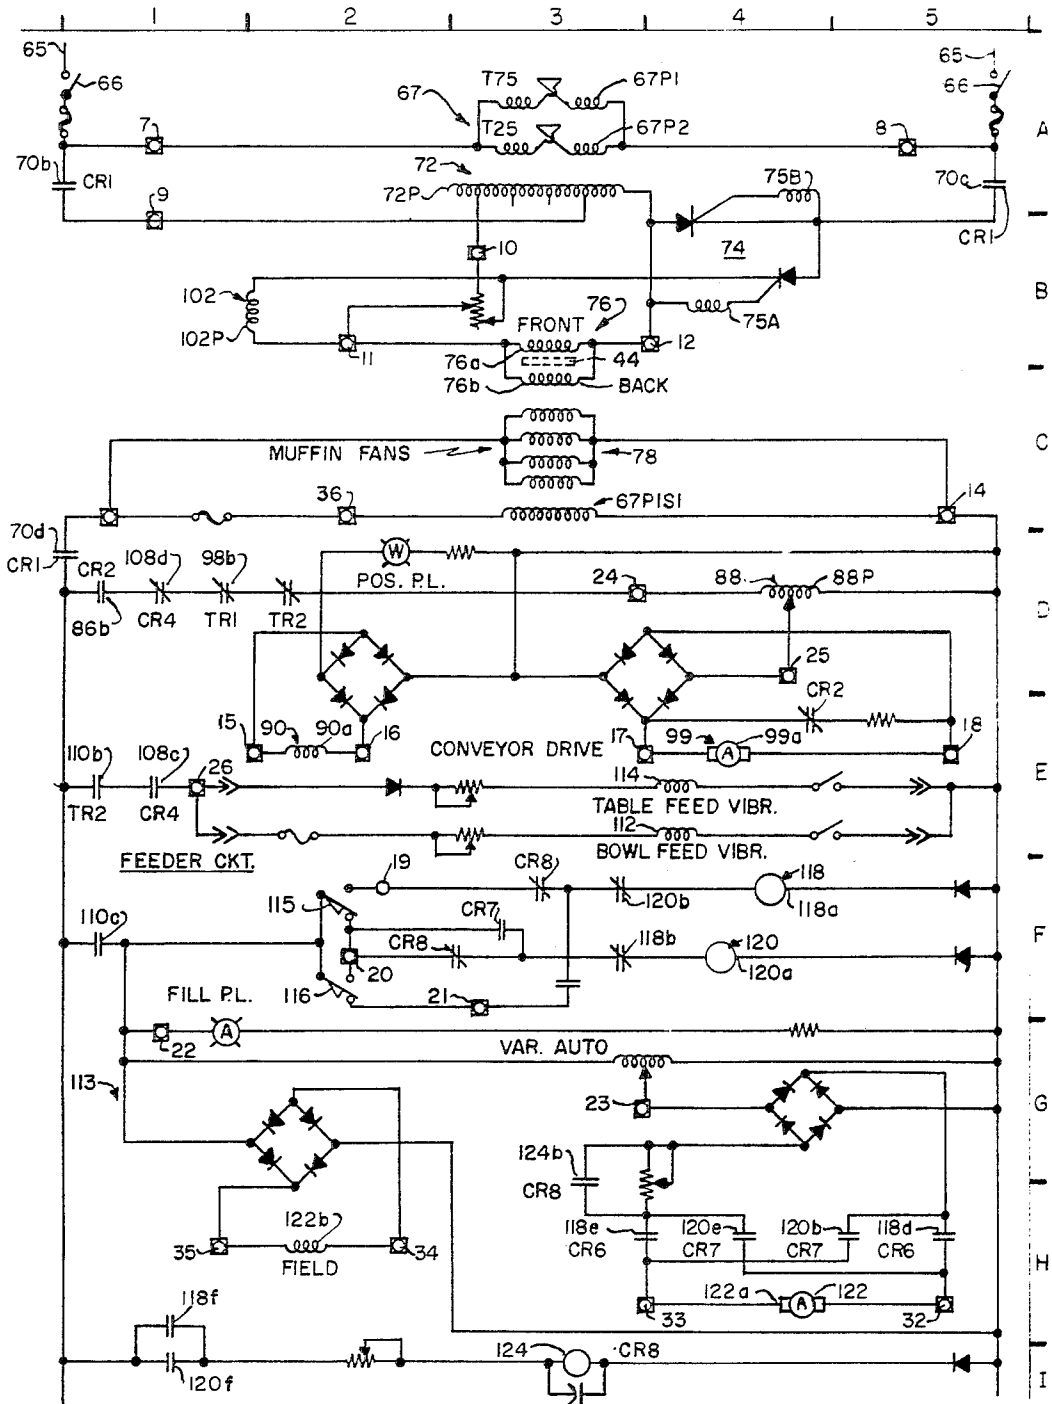 1 2 3 4 5
65 65
66 T75 67P1 66
67
A
7 T25 67P2 8
70b CR1 72 75B 70c
9 72P
CR1
10 74
102 B
FRONT 76 75A
102P 11 76a 44 12
76b BACK
MUFFIN FANS 78 C
36 67P1S1 14
70d
CR1 CR2 108d 98b W 24 88 88P
POS. P.L. D
86b CR4 TR1 TR2
25
CR2
15 90 90a 16 17 99 A 99a 18
CONVEYOR DRIVE
110b 108c 26 114 E
TR2 CR4 TABLE FEED VIBR.
112
FEEDER CKT. BOWL FEED VIBR.
19 CR8 118
115 120b 118a
110c CR7
CR8 118b 120 F
20 120a
116 21
FILL P.L.
A
22 VAR. AUTO
113
23 G
124b
CR8
122b 118e 120e 120b 118d
35 34 CR6 CR7 CR7 CR6
FIELD H
122a 122
A
118f 33 32
124 CR8
120f I